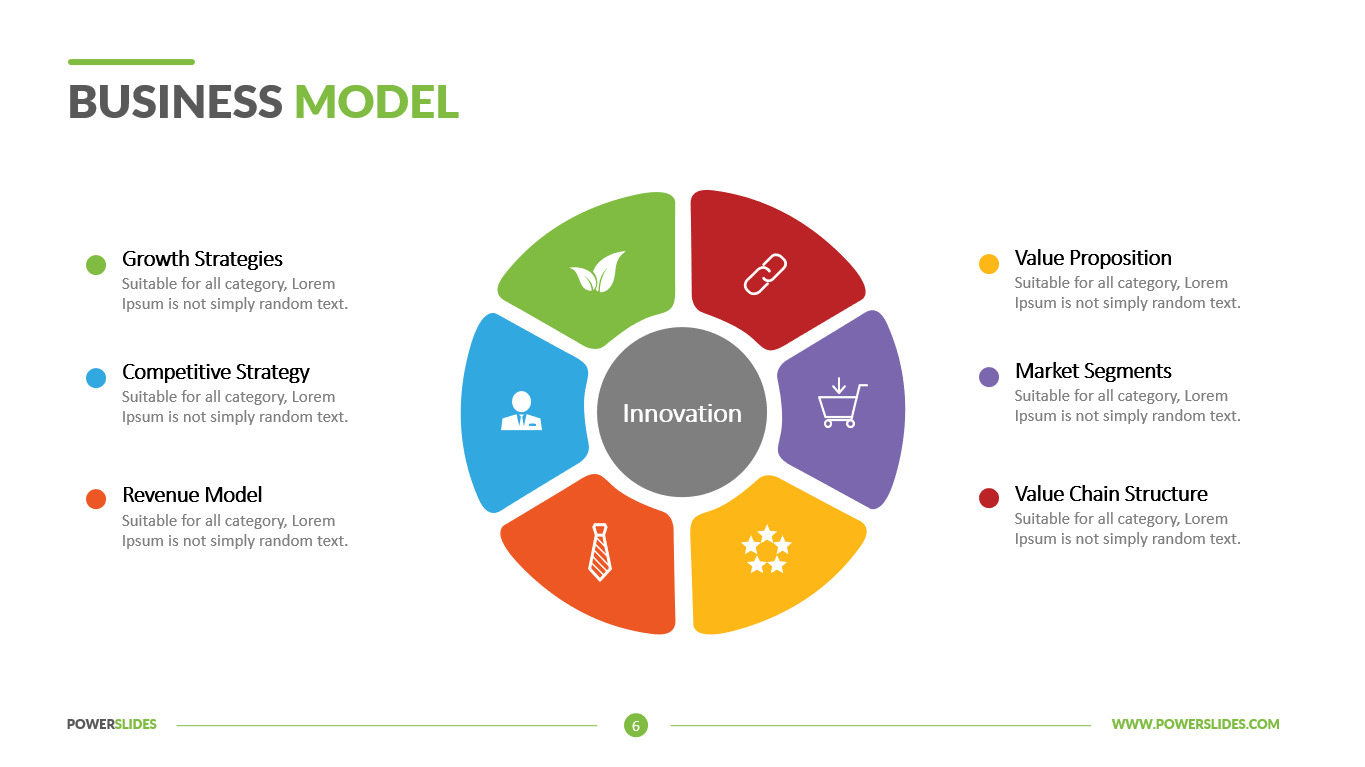 BUSINESS MODEL
Growth Strategies
Suitable for all category, Lorem
Ipsum is not simply random text.
Competitive Strategy
Suitable for all category, Lorem
Ipsum is not simply random text.
Revenue Model
Suitable for all category, Lorem
Ipsum is not simply random text.
Innovation
Value Proposition
Suitable for all category, Lorem
Ipsum is not simply random text.
Market Segments
Suitable for all category, Lorem
Ipsum is not simply random text.
Value Chain Structure
Suitable for all category, Lorem
Ipsum is not simply random text.
POWERSLIDES
6
WWW.POWERSLIDES.COM